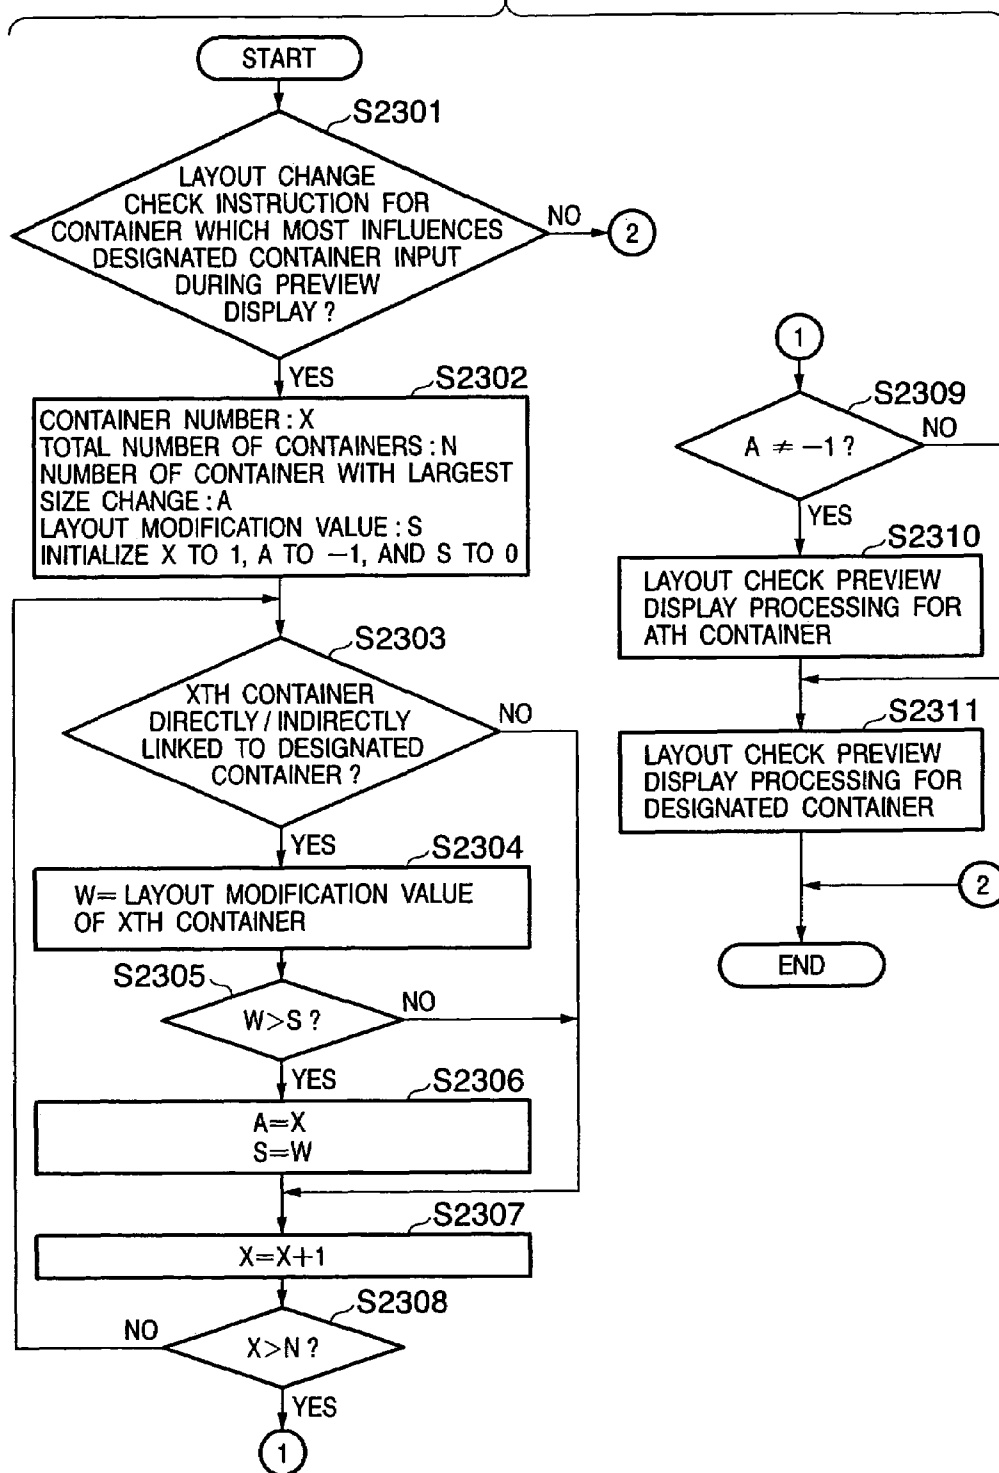 START
S2301
LAYOUT CHANGE
CHECK INSTRUCTION FOR
CONTAINER WHICH MOST INFLUENCES
DESIGNATED CONTAINER INPUT
DURING PREVIEW
DISPLAY ?
NO
2
YES
S2302
CONTAINER NUMBER : X
TOTAL NUMBER OF CONTAINERS : N
NUMBER OF CONTAINER WITH LARGEST
SIZE CHANGE : A
LAYOUT MODIFICATION VALUE : S
INITIALIZE X TO 1, A TO −1, AND S TO 0
S2303
XTH CONTAINER
DIRECTLY / INDIRECTLY
LINKED TO DESIGNATED
CONTAINER ?
NO
YES
S2304
W= LAYOUT MODIFICATION VALUE
OF XTH CONTAINER
S2305
W>S ?
NO
YES
S2306
A=X
S=W
S2307
X=X+1
S2308
X>N ?
NO
YES
1
1
S2309
A ≠ −1 ?
NO
YES
S2310
LAYOUT CHECK PREVIEW
DISPLAY PROCESSING FOR
ATH CONTAINER
S2311
LAYOUT CHECK PREVIEW
DISPLAY PROCESSING FOR
DESIGNATED CONTAINER
2
END